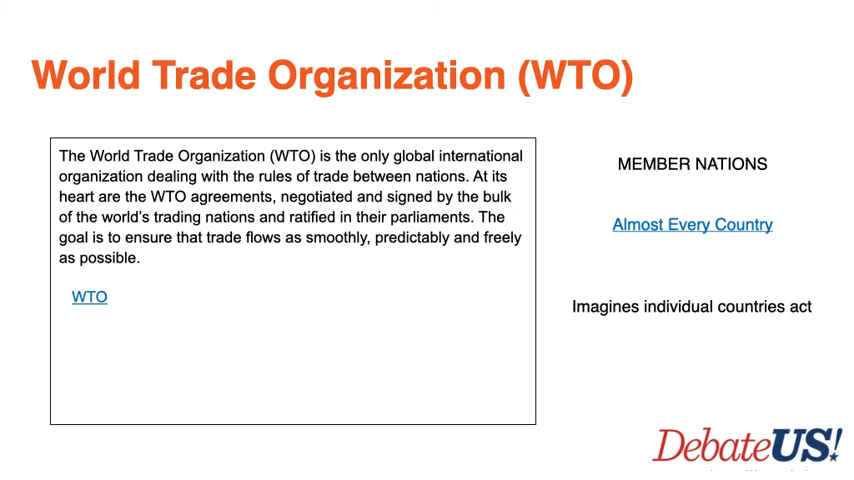 World Trade Organization (WTO)
The World Trade Organization (WTO) is the only global international
organization dealing with the rules of trade between nations. At its
heart are the WTO agreements, negotiated and signed by the bulk
of the world's trading nations and ratified in their parliaments. The
goal is to ensure that trade flows as smoothly, predictably and freely
as possible.
WTO
MEMBER NATIONS
Almost Every Country
Imagines individual countries act
DebateUS!